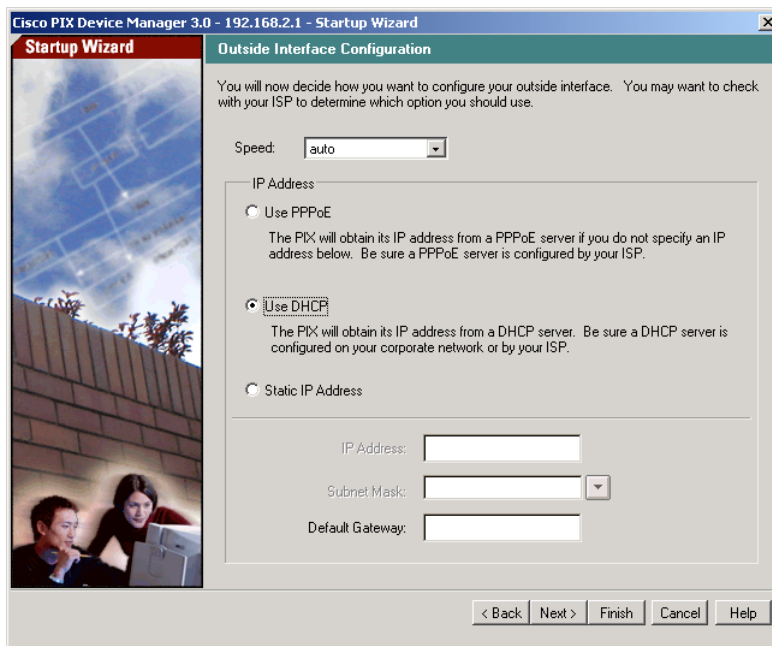 Cisco PIX Device Manager 3.0 - 192.168.2.1 - Startup Wizard
Startup Wizard
Outside Interface Configuration
You will now decide how you want to configure your outside interface. You may want to check
with your ISP to determine which option you should use.
Speed: auto
IP Address
Use PPPoE
The PIX will obtain its IP address from a PPPoE server if you do not specify an IP
address below. Be sure a PPPoE server is configured by your ISP.
Use DHCP
The PIX will obtain its IP address from a DHCP server. Be sure a DHCP server is
configured on your corporate network or by your ISP.
Static IP Address
IP Address:
Subnet Mask:
Default Gateway:
< Back Next > Finish Cancel Help